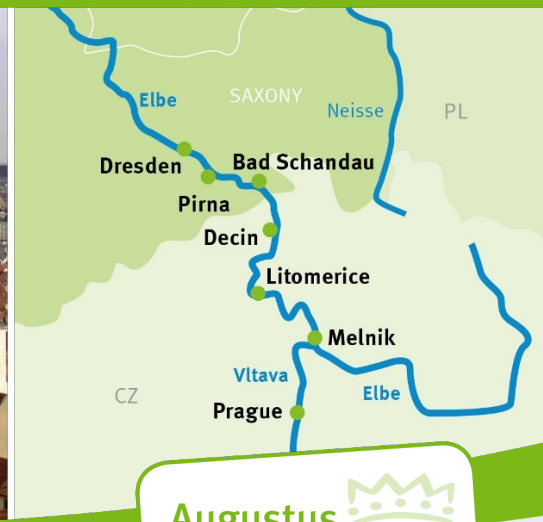 Elbe
SAXONY
Neisse
PL
Dresden
Bad Schandau
Pirna
Decin
Litomerice
Melnik
Vltava
Elbe
CZ
Prague
Augustus